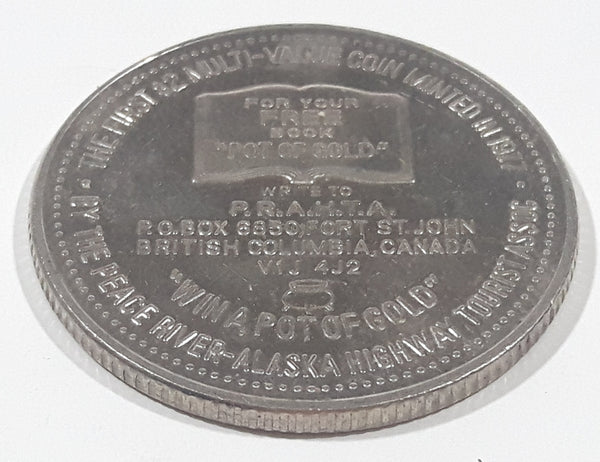 THE FIRST $2 MULTI-VALUE COIN MINTED IN 1977
FOR YOUR
FREE
BOOK
"POT OF GOLD"
WRITE TO
P.R.A.H.T.A.
P.O.BOX 6850,FORT ST.JOHN
BRITISH COLUMBIA, CANADA
V1J 4J2
"WIN A POT OF GOLD"
• BY THE PEACE RIVER-ALASKA HIGHWAY TOURIST ASSOC •